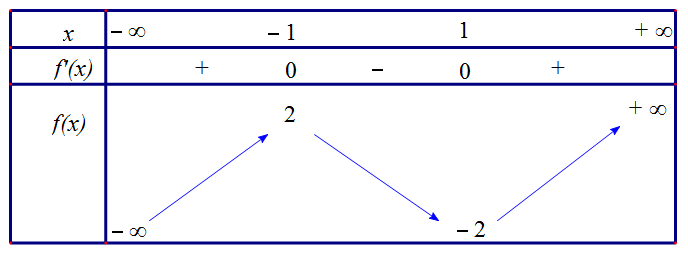 x − ∞ − 1 1 + ∞
f'(x) + 0 − 0 +
f(x) 2 + ∞
− ∞ − 2